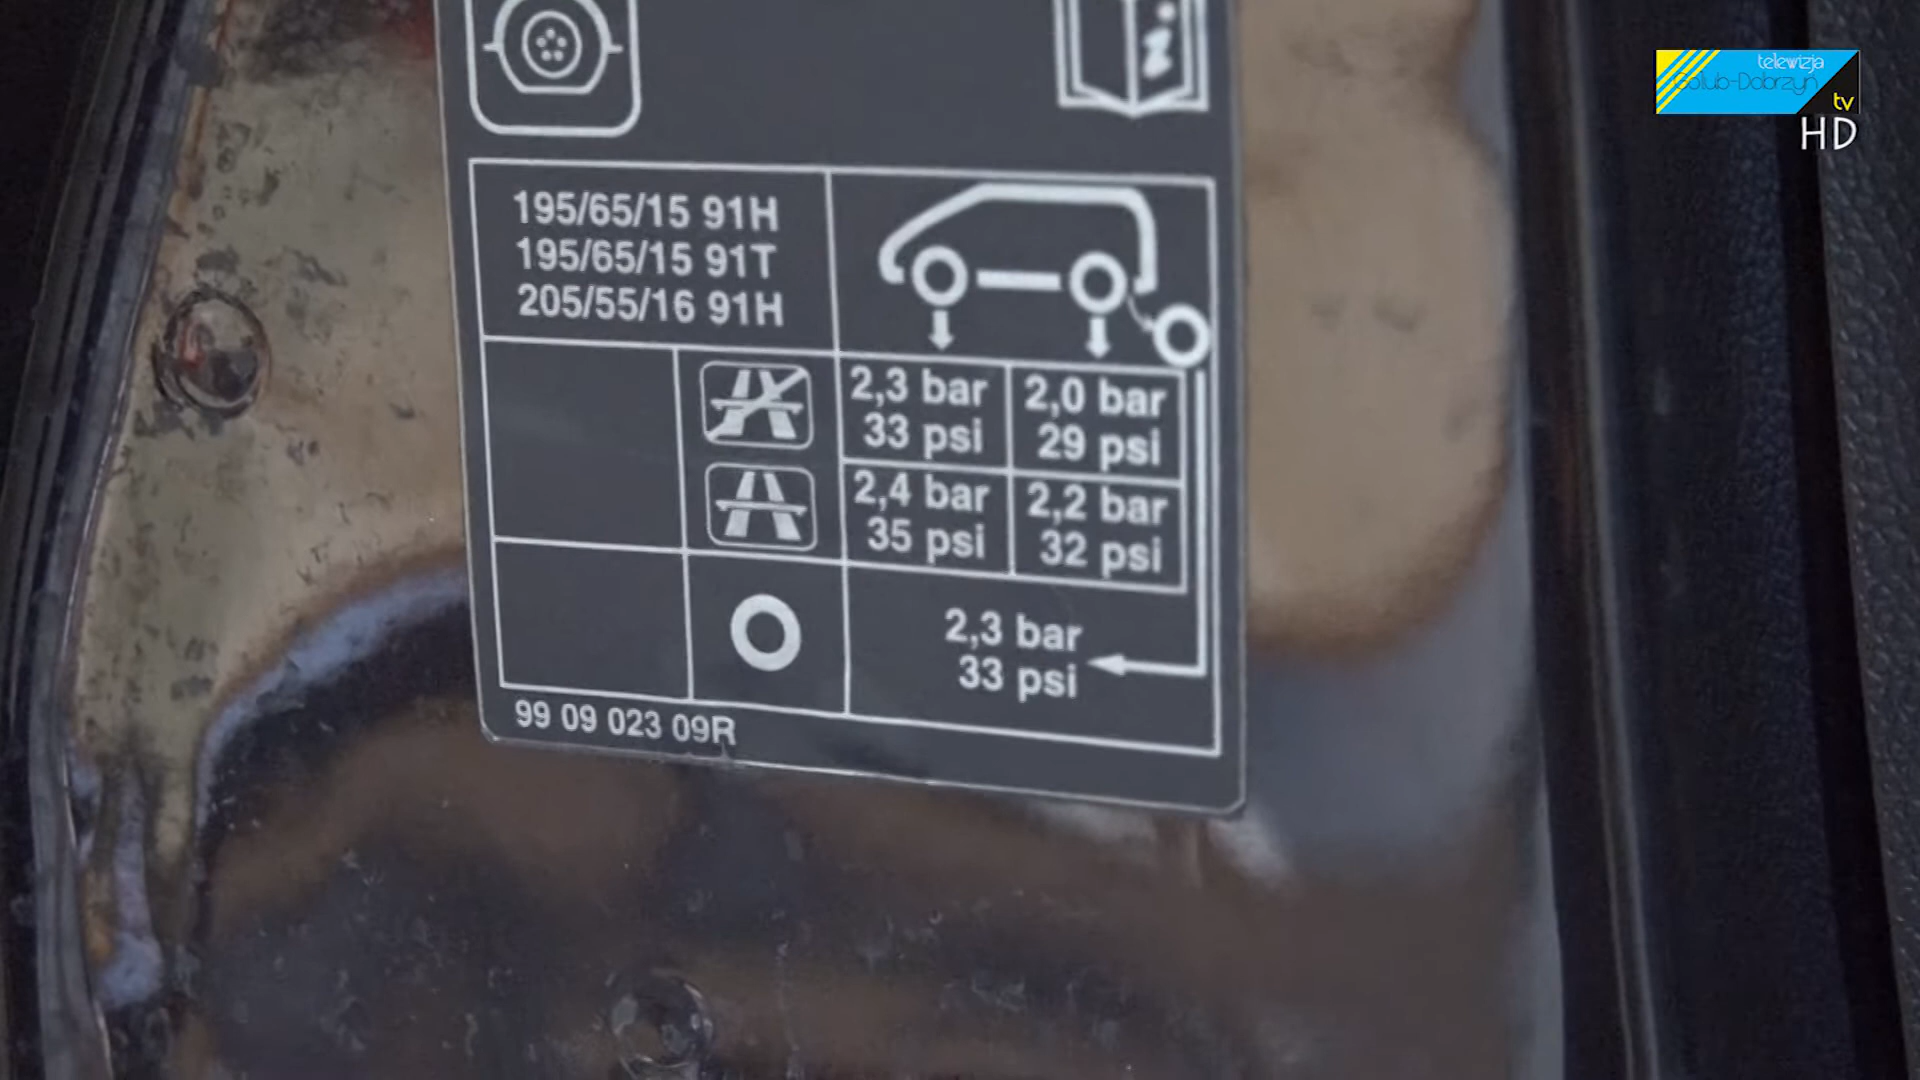 telewizja
Golub-Dobrzyń
tv
HD
195/65/15 91H
195/65/15 91T
205/55/16 91H
2,3 bar
33 psi
2,0 bar
29 psi
2,4 bar
35 psi
2,2 bar
32 psi
2,3 bar
33 psi
99 09 023 09R